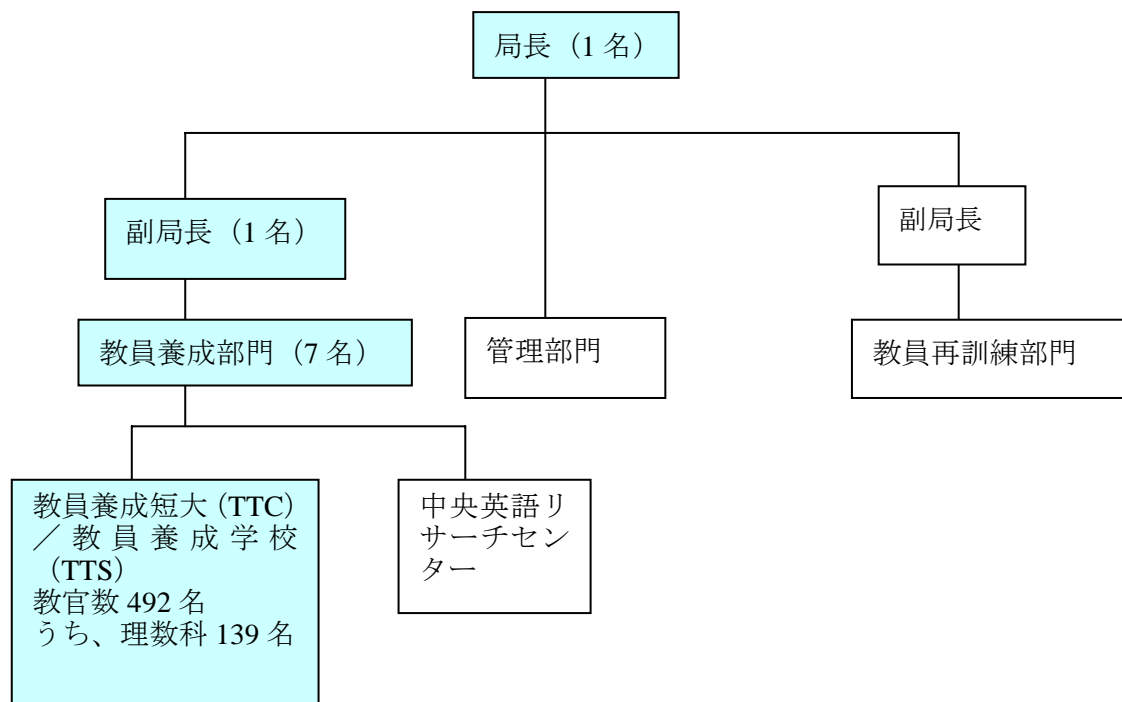 局長（1 名）
副局長（1 名）
副局長
教員養成部門（7 名）
管理部門
教員再訓練部門
教員養成短大（TTC）
／教員養成学校
（TTS）
教官数 492 名
うち、理数科 139 名
中央英語リ
サーチセン
ター